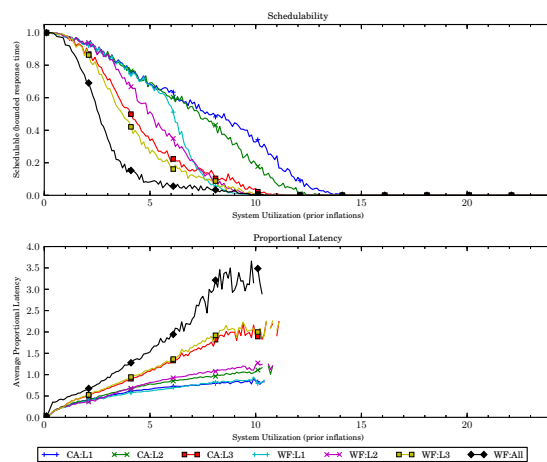 Schedulability
Schedulable (bounded response time)
1.0
0.8
0.6
0.4
0.2
0.0
0 5 10 15 20
System Utilization (prior inflations)
Proportional Latency
Average Proportional Latency
4.0
3.5
3.0
2.5
2.0
1.5
1.0
0.5
0.0
0 5 10 15 20
System Utilization (prior inflations)
CA:L1 CA:L2 CA:L3 WF:L1 WF:L2 WF:L3 WF:All